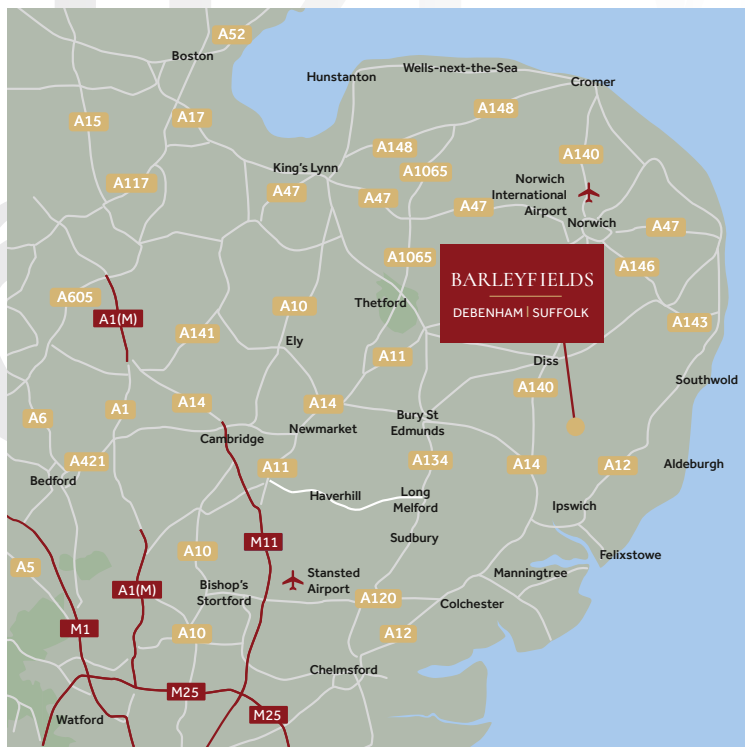 A52
Boston
Wells-next-the-Sea
Hunstanton
Cromer
A148
A15
A17
A148
A140
King's Lynn
A1065
A117
A47
A47
Norwich
International
Airport
A47
Norwich
A47
A1065
A146
BARLEYFIELDS
DEBENHAM | SUFFOLK
A605
A1(M)
A10
Thetford
A143
A141
Ely
A11
Diss
A140
Southwold
A6
A1
A14
A14
Bury St
Edmunds
Newmarket
Cambridge
A421
Bedford
A11
A134
A14
A12
Aldeburgh
Haverhill
Long
Melford
Ipswich
Sudbury
M11
A10
Felixstowe
A5
A1(M)
Bishop's
Stortford
Stansted
Airport
Manningtree
A120
Colchester
M1
A10
A12
Chelmsford
M25
M25
Watford